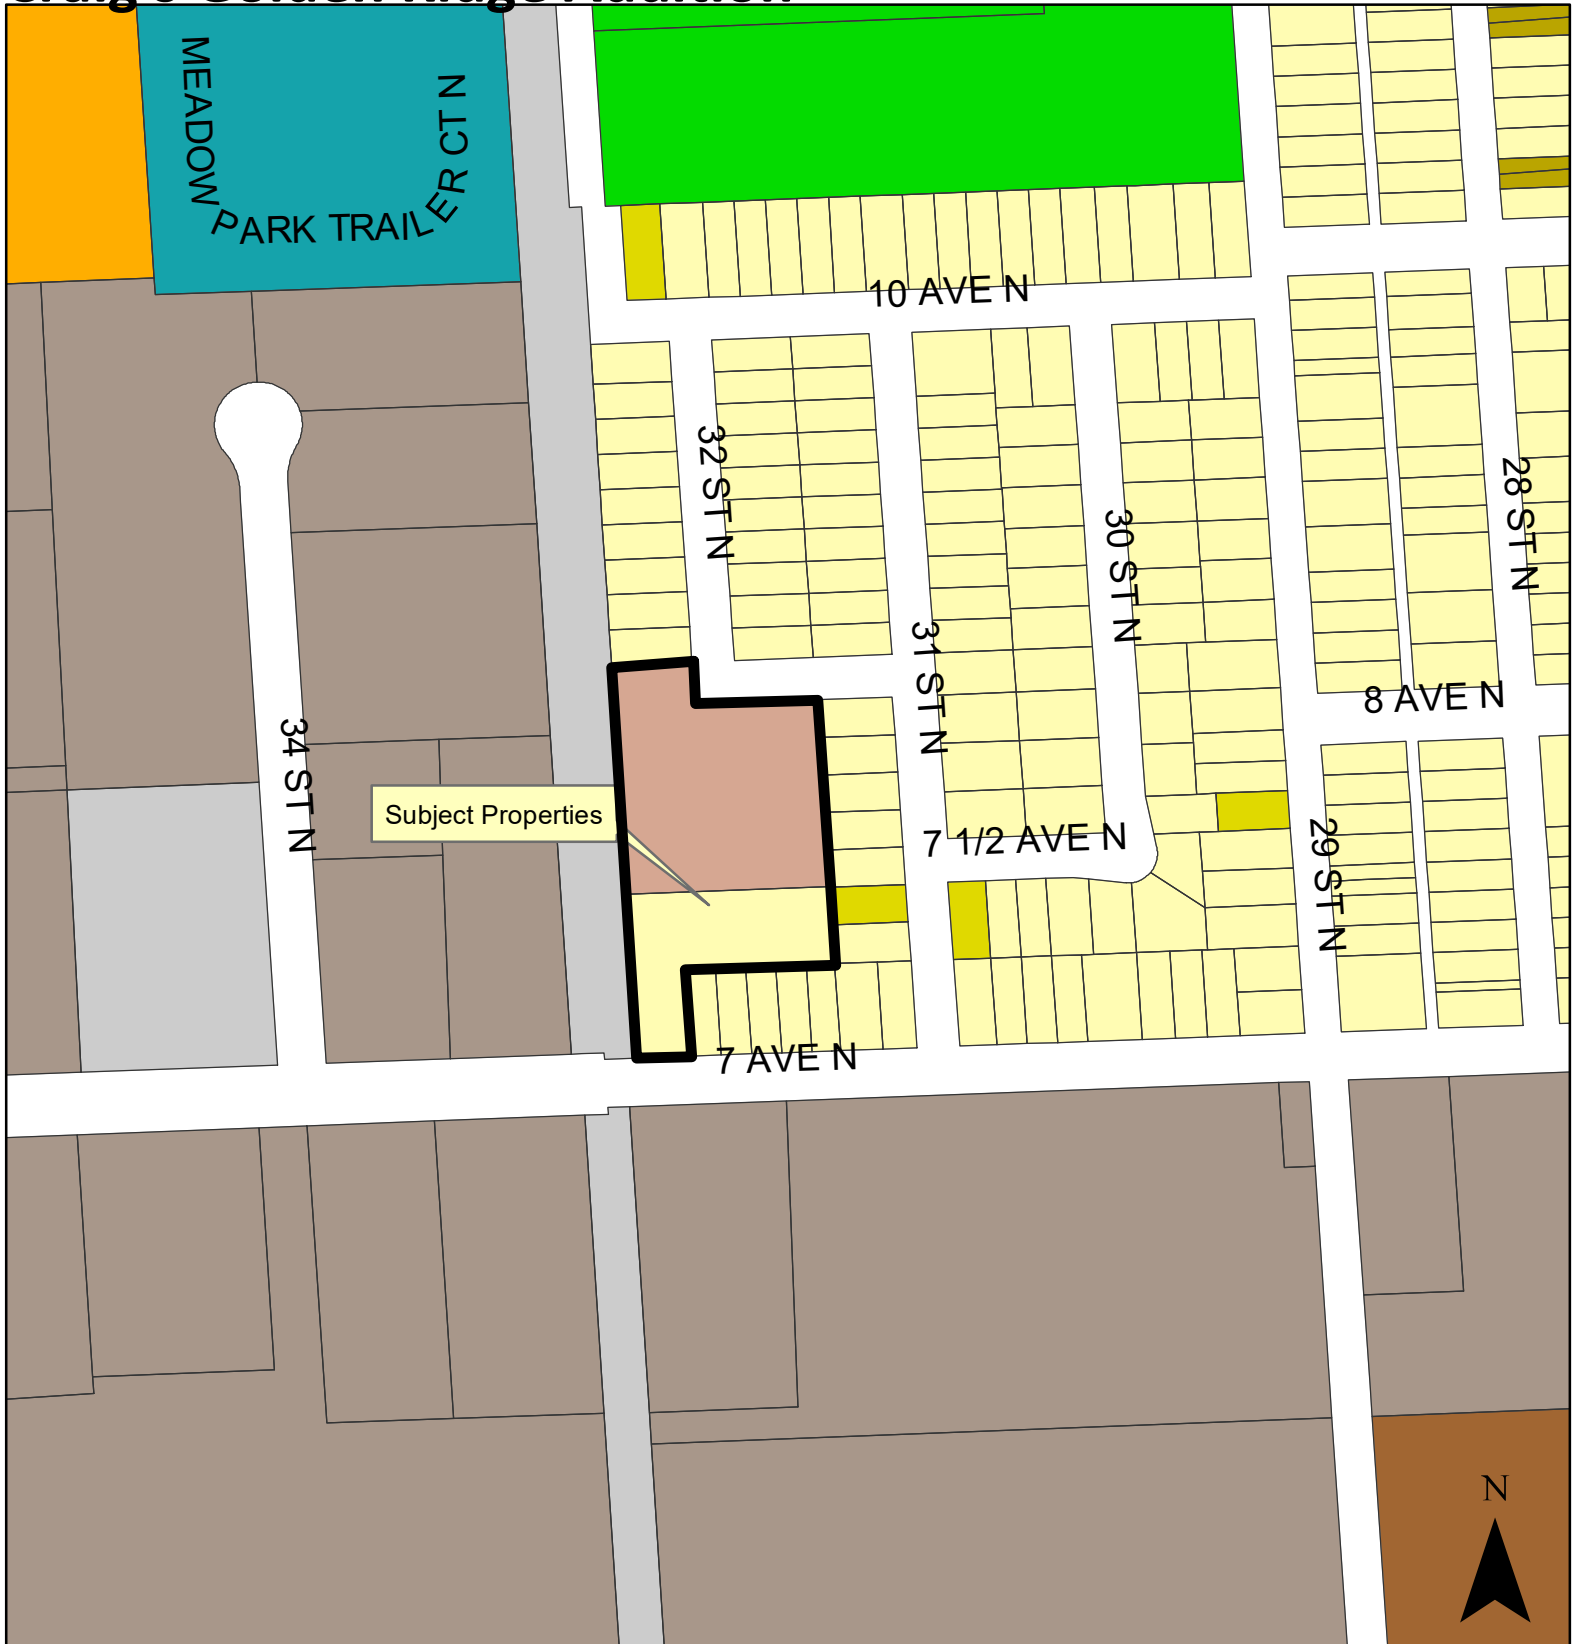 MEADOW PARK TRAILER CT N
10 AVE N
32 ST N
28 ST N
30 ST N
31 ST N
8 AVE N
34 ST N
Subject Properties
7 1/2 AVE N
29 ST N
7 AVE N
N